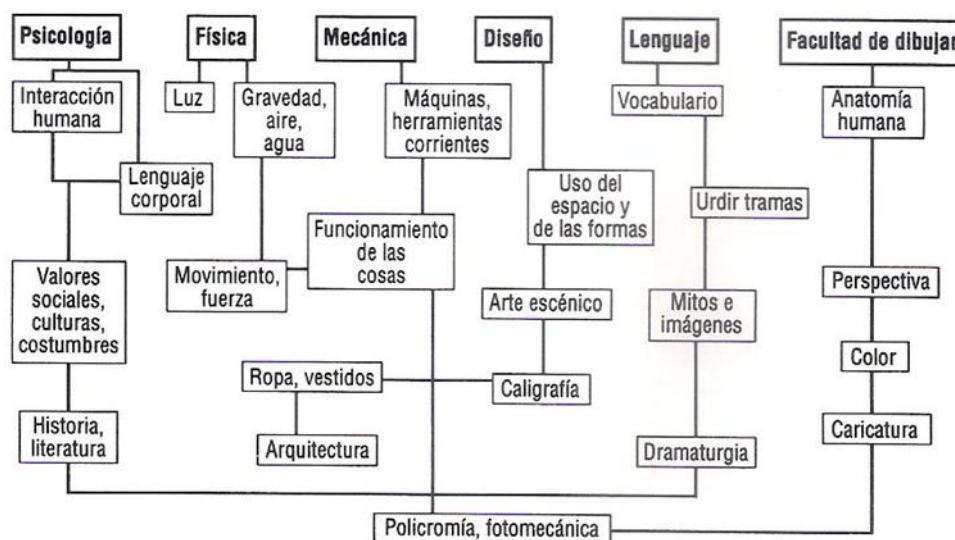 Psicología
Física
Mecánica
Diseño
Lenguaje
Facultad de dibujar
Interacción
humana
Luz
Gravedad,
aire,
agua
Máquinas,
herramientas
corrientes
Vocabulario
Anatomía
humana
Lenguaje
corporal
Uso del
espacio y
de las formas
Urdir tramas
Funcionamiento
de las
cosas
Valores
sociales,
culturas,
costumbres
Movimiento,
fuerza
Arte escénico
Mitos e
imágenes
Perspectiva
Color
Ropa, vestidos
Caligrafía
Historia,
literatura
Arquitectura
Dramaturgia
Caricatura
Policromía, fotomecánica